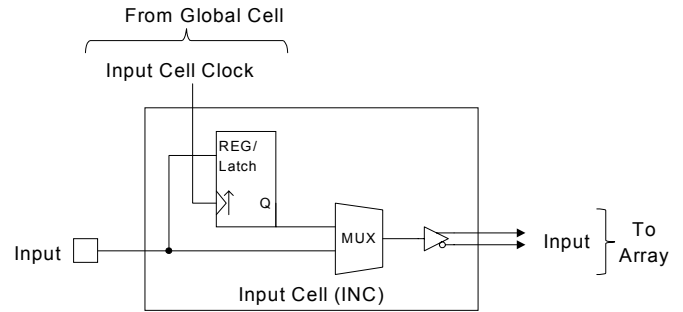 From Global Cell
Input Cell Clock
REG/
Latch
Q
MUX
Input
Input
To
Array
Input Cell (INC)